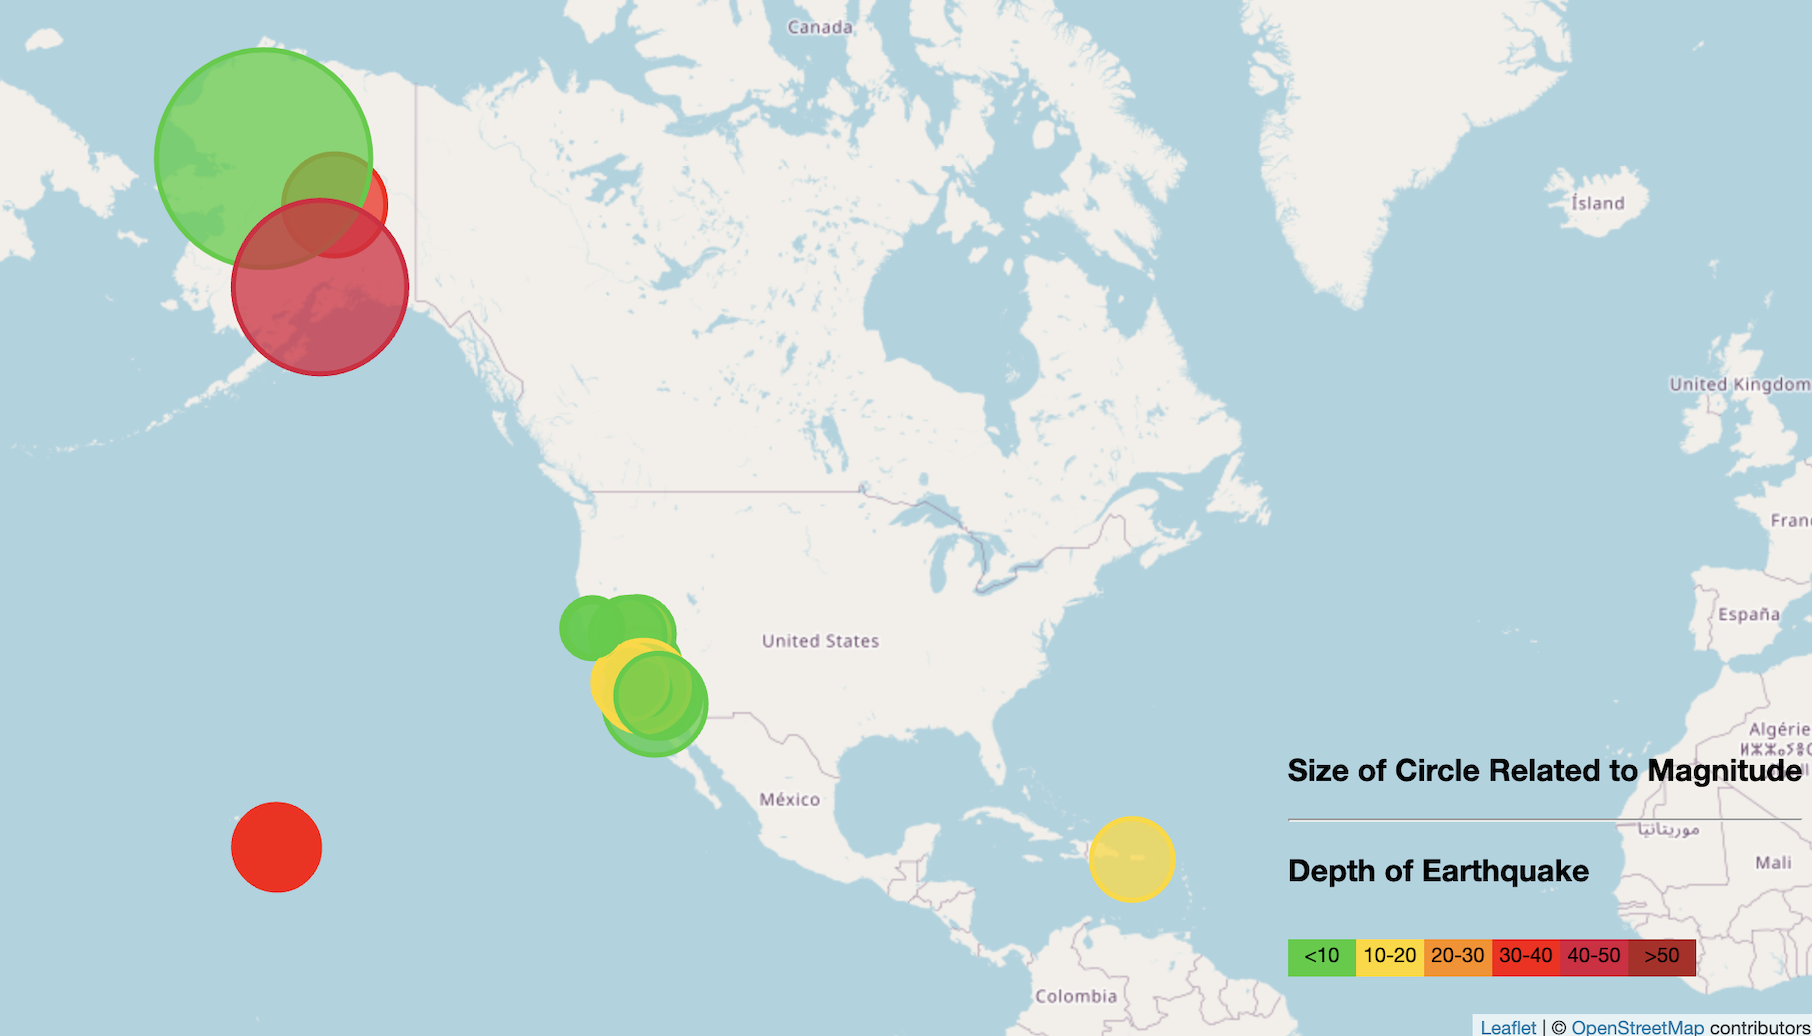 Canada
Ísland
United Kingdom
Franc
España
United States
Algérie
ⵍⵣⵣⴰⵢⴻⵔ
México
Size of Circle Related to Magnitude
موريتانيا
Mali
Depth of Earthquake
<10 10-20 20-30 30-40 40-50 >50
Colombia
Leaflet | © OpenStreetMap contributors